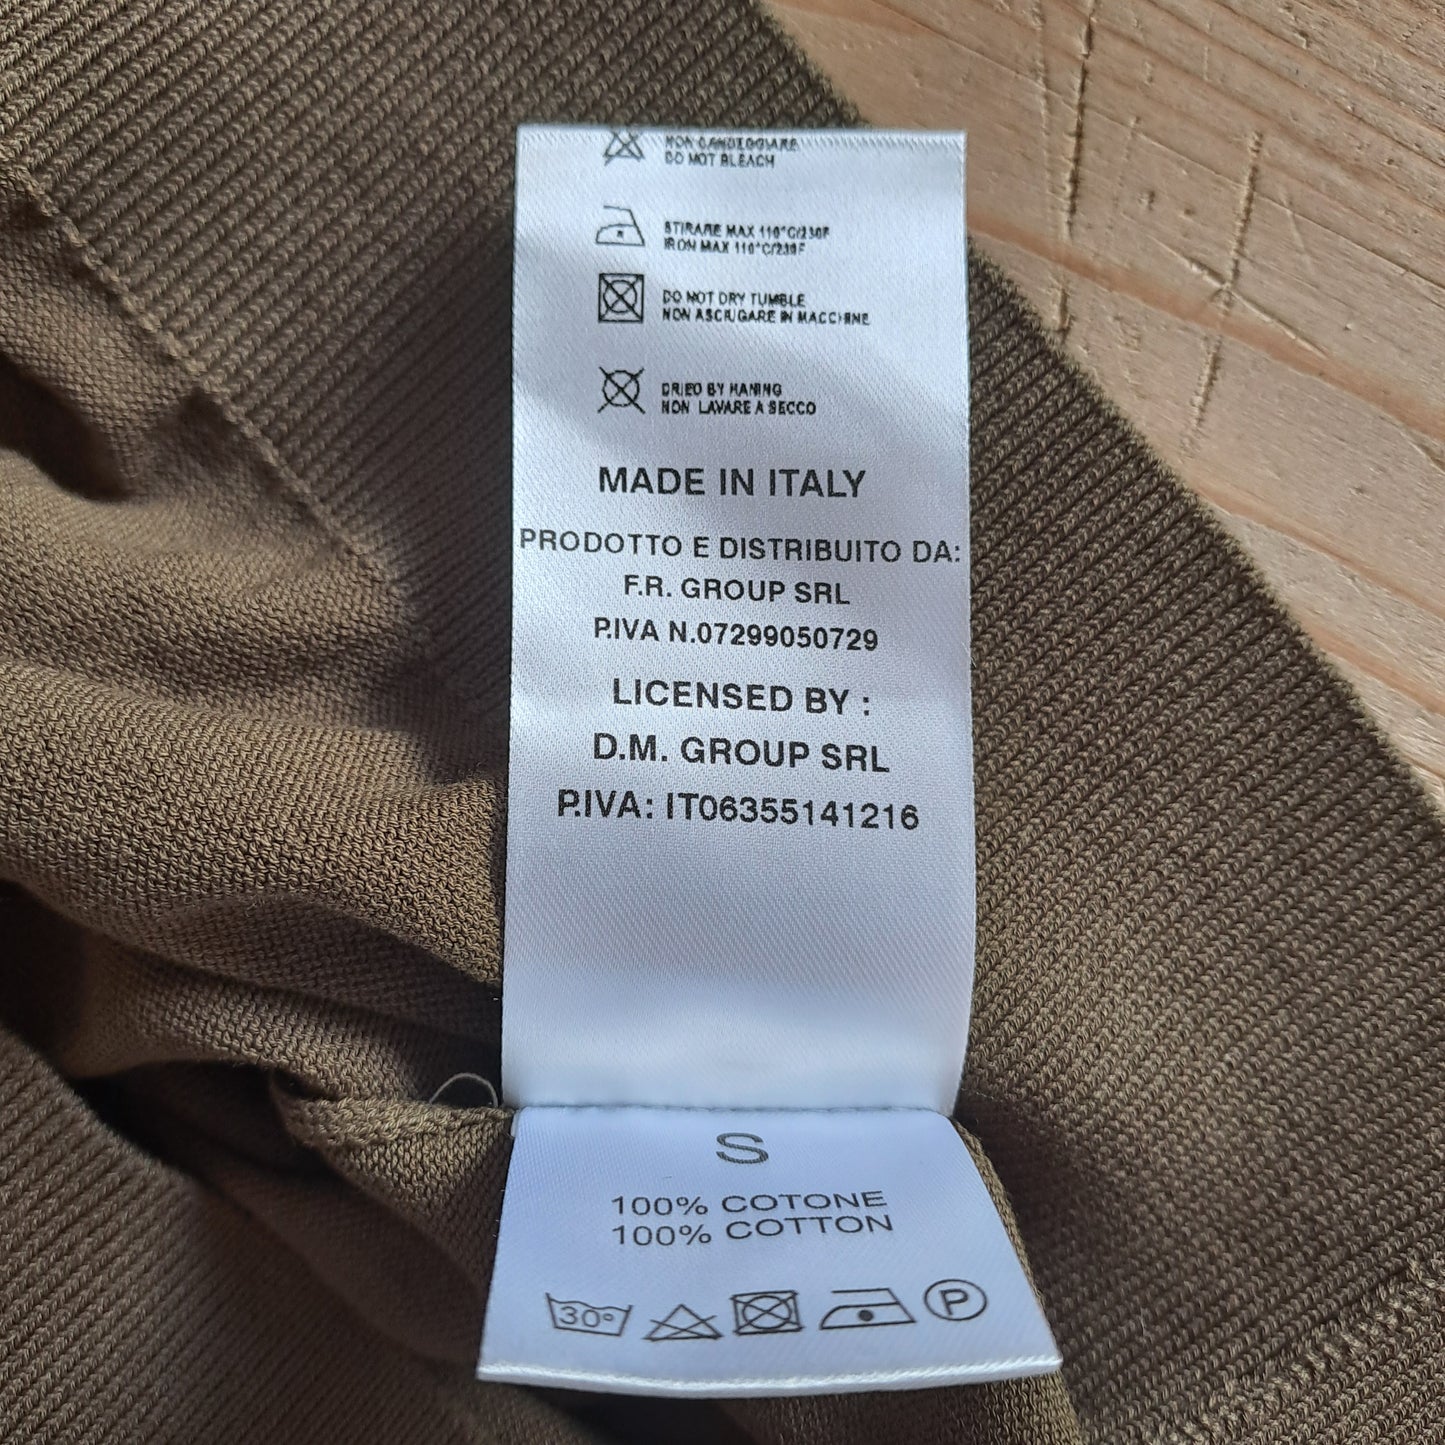 NON CANDEGGIARE
DO NOT BLEACH
STIRARE MAX 110°C/230F
IRON MAX 110°C/230F
DO NOT DRY TUMBLE
NON ASCIUGARE IN MACCHINE
DRIED BY HANING
NON LAVARE A SECCO
MADE IN ITALY
PRODOTTO E DISTRIBUITO DA:
F.R. GROUP SRL
P.IVA N.07299050729
LICENSED BY :
D.M. GROUP SRL
P.IVA: IT06355141216
S
100% COTONE
100% COTTON
30° P